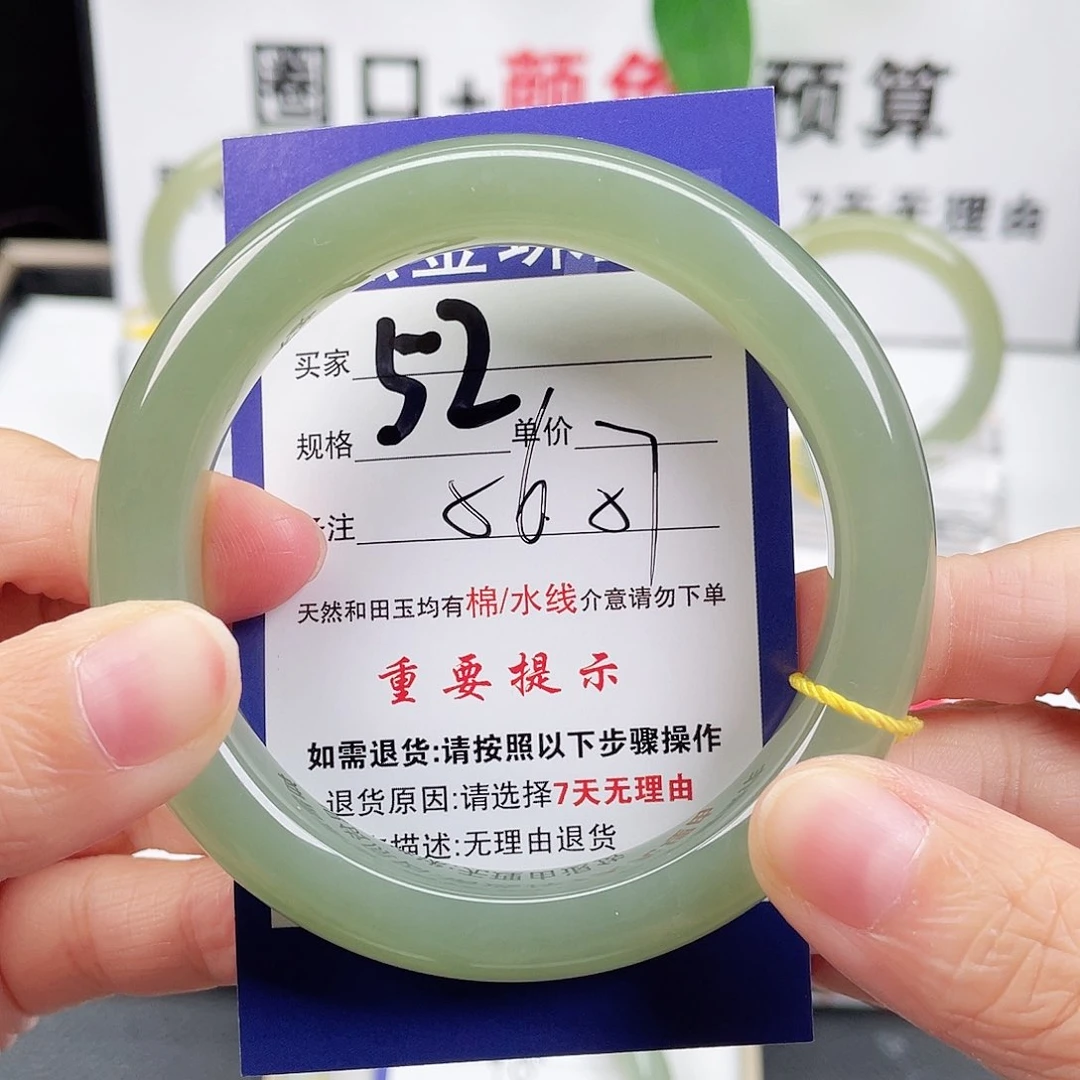 圈口+颜色 预算
7天无理由
买家
52
规格 单价
备注
天然和田玉均有棉/水线介意请勿下单
重要提示
如需退货:请按照以下步骤操作
退货原因:请选择7天无理由
描述:无理由退货